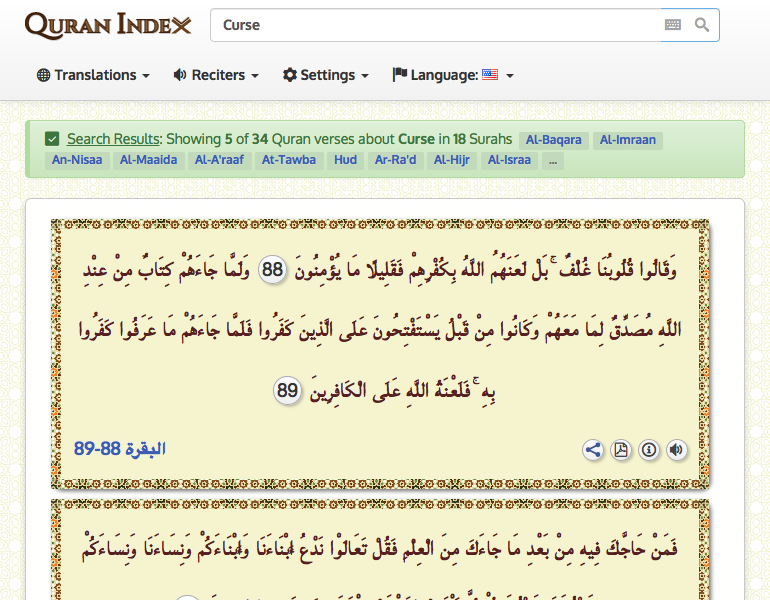 QURAN INDEX
Curse
Translations Reciters Settings Language:
Search Results: Showing 5 of 34 Quran verses about Curse in 18 Surahs Al-Baqara Al-Imraan
An-Nisaa Al-Maaida Al-A'raaf At-Tawba Hud Ar-Ra'd Al-Hijr Al-Israa ...
وَقَالُوا قُلُوبُنَا غُلْفٌ ۚ بَلْ لَعَنَهُمُ اللَّهُ بِكُفْرِهِمْ فَقَلِيلًا مَا يُؤْمِنُونَ 88 وَلَمَّا جَاءَهُمْ كِتَابٌ مِنْ عِنْدِ
اللَّهِ مُصَدِّقٌ لِمَا مَعَهُمْ وَكَانُوا مِنْ قَبْلُ يَسْتَفْتِحُونَ عَلَى الَّذِينَ كَفَرُوا فَلَمَّا جَاءَهُمْ مَا عَرَفُوا كَفَرُوا
بِهِ ۚ فَلَعْنَةُ اللَّهِ عَلَى الْكَافِرِينَ 89
البقرة 88-89
فَمَنْ حَاجَّكَ فِيهِ مِنْ بَعْدِ مَا جَاءَكَ مِنَ الْعِلْمِ فَقُلْ تَعَالَوْا نَدْعُ أَبْنَاءَنَا وَأَبْنَاءَكُمْ وَنِسَاءَنَا وَنِسَاءَكُمْ